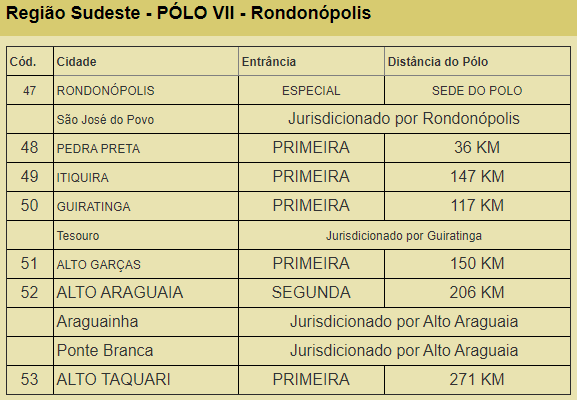 Região Sudeste - PÓLO VII - Rondonópolis
Cód. Cidade Entrância Distância do Pólo
47 RONDONÓPOLIS ESPECIAL SEDE DO POLO
São José do Povo Jurisdicionado por Rondonópolis
48 PEDRA PRETA PRIMEIRA 36 KM
49 ITIQUIRA PRIMEIRA 147 KM
50 GUIRATINGA PRIMEIRA 117 KM
Tesouro Jurisdicionado por Guiratinga
51 ALTO GARÇAS PRIMEIRA 150 KM
52 ALTO ARAGUAIA SEGUNDA 206 KM
Araguainha Jurisdicionado por Alto Araguaia
Ponte Branca Jurisdicionado por Alto Araguaia
53 ALTO TAQUARI PRIMEIRA 271 KM